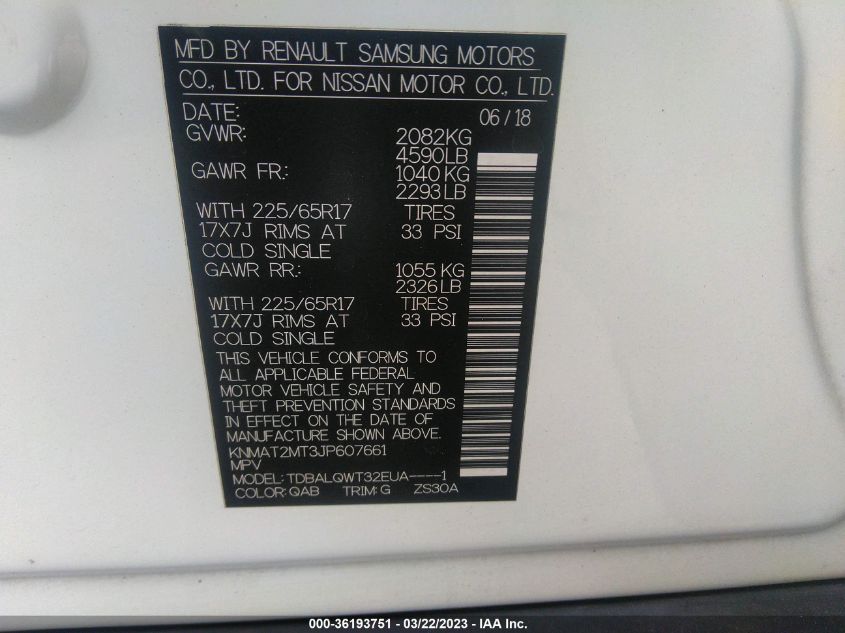 MFD BY RENAULT SAMSUNG MOTORS
CO., LTD. FOR NISSAN MOTOR CO., LTD.
DATE: 06 / 18
GVWR: 2082KG
4590LB
GAWR FR.: 1040 KG
2293 LB
WITH 225/65R17 TIRES
17X7J RIMS AT 33 PSI
COLD SINGLE
GAWR RR.: 1055 KG
2326 LB
WITH 225/65R17 TIRES
17X7J RIMS AT 33 PSI
COLD SINGLE
THIS VEHICLE CONFORMS TO
ALL APPLICABLE FEDERAL
MOTOR VEHICLE SAFETY AND
THEFT PREVENTION STANDARDS
IN EFFECT ON THE DATE OF
MANUFACTURE SHOWN ABOVE.
KNMAT2MT3JP607661
MPV
MODEL: TDBALQWT32EUA----1
COLOR: QAB TRIM: G ZS30A
000-36193751 - 03/22/2023 - IAA Inc.